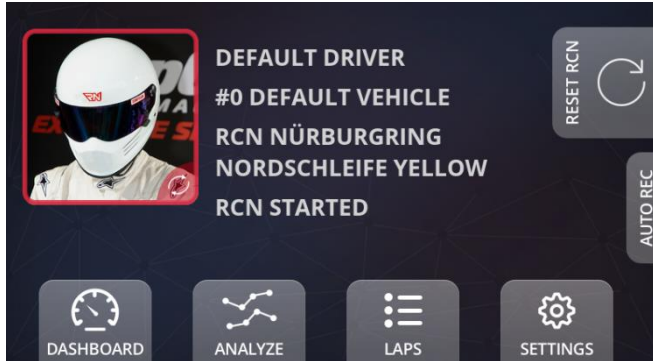 DEFAULT DRIVER
#0 DEFAULT VEHICLE
RCN NÜRBURGRING
NORDSCHLEIFE YELLOW
RCN STARTED
RESET RCN
AUTO REC
DASHBOARD
ANALYZE
LAPS
SETTINGS